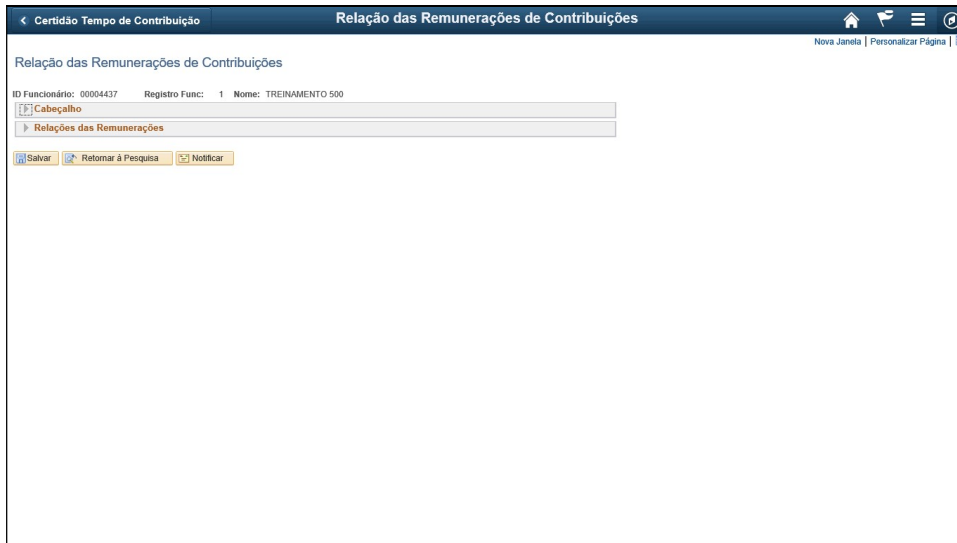 Certidão Tempo de Contribuição
Relação das Remunerações de Contribuições
Nova Janela | Personalizar Página |
Relação das Remunerações de Contribuições
ID Funcionário: 00004437 Registro Func: 1 Nome: TREINAMENTO 500
Cabeçalho
Relações das Remunerações
Salvar Retornar à Pesquisa Notificar